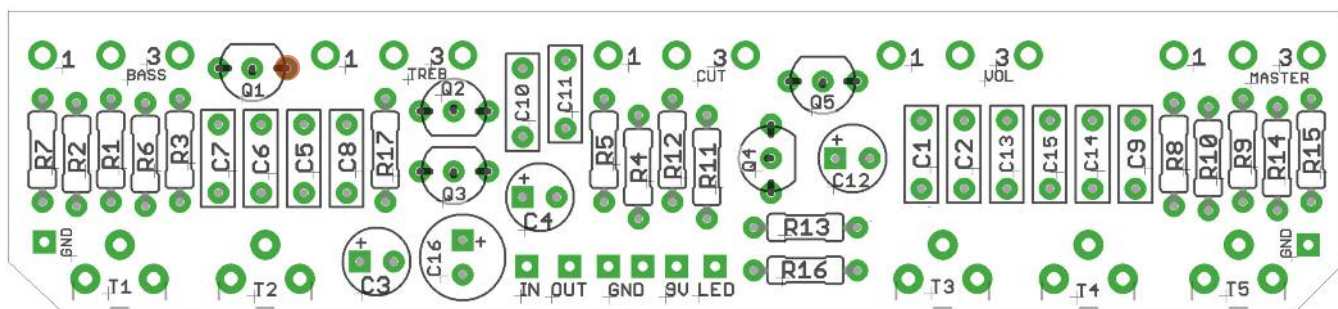 1 3 1 3 1 3 1 3 1 3
BASS TREB CUT VOL MASTER
Q1 Q2 C10 C11 Q5
R7 R2 R1 R6 R3 C7 C6 C5 C8 R17 Q3 R5 R4 R12 R11 Q4 C12 C1 C2 C13 C15 C14 C9 R8 R10 R9 R14 R15
+ C4 R13
GND + C3 C16 + R16 GND
T1 T2 IN OUT GND 9V LED T3 T4 T5